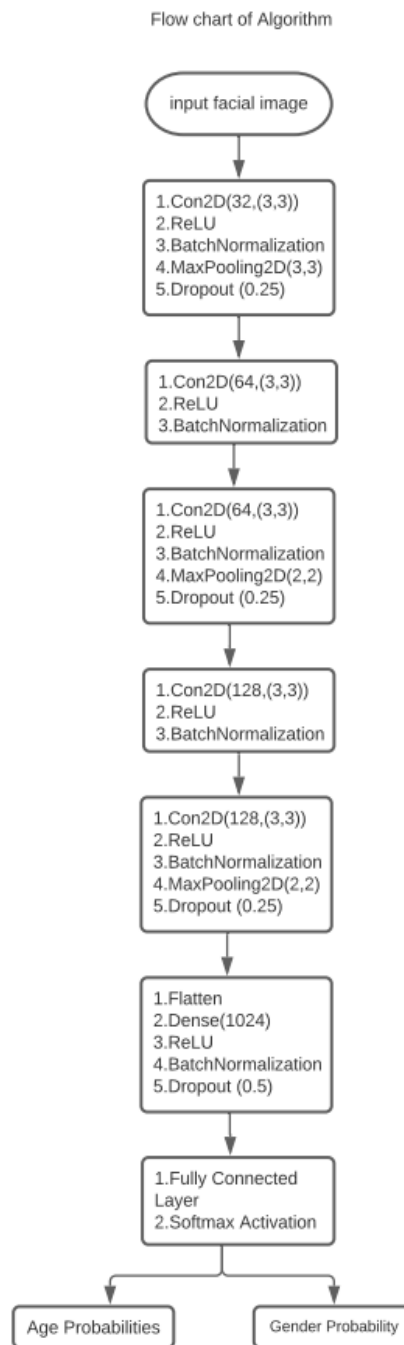 Flow chart of Algorithm
input facial image
1.Con2D(32,(3,3))
2.ReLU
3.BatchNormalization
4.MaxPooling2D(3,3)
5.Dropout (0.25)
1.Con2D(64,(3,3))
2.ReLU
3.BatchNormalization
1.Con2D(64,(3,3))
2.ReLU
3.BatchNormalization
4.MaxPooling2D(2,2)
5.Dropout (0.25)
1.Con2D(128,(3,3))
2.ReLU
3.BatchNormalization
1.Con2D(128,(3,3))
2.ReLU
3.BatchNormalization
4.MaxPooling2D(2,2)
5.Dropout (0.25)
1.Flatten
2.Dense(1024)
3.ReLU
4.BatchNormalization
5.Dropout (0.5)
1.Fully Connected
Layer
2.Softmax Activation
Age Probabilities
Gender Probability